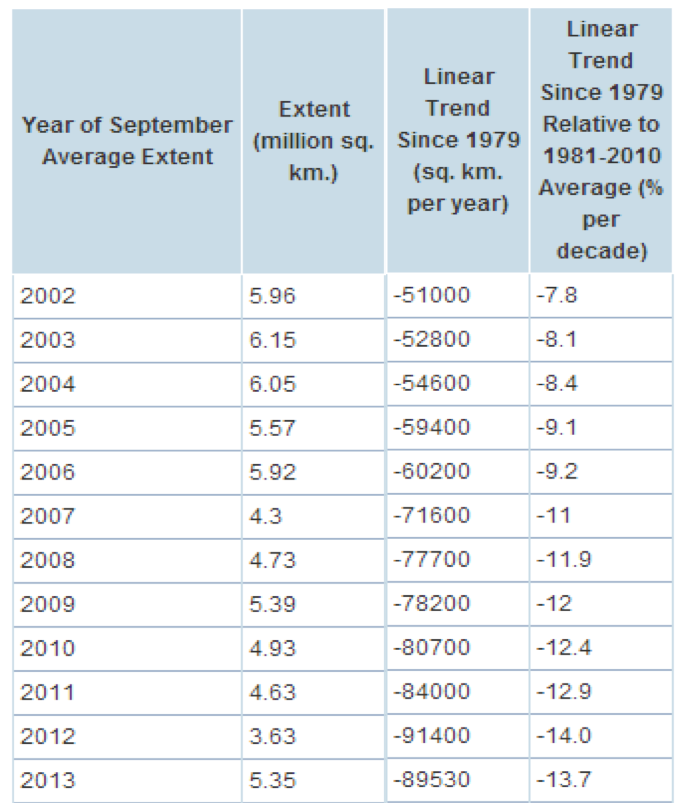 Year of September Average Extent Extent (million sq. km.) Linear Trend Since 1979 (sq. km. per year) Linear Trend Since 1979 Relative to 1981-2010 Average (% per decade)
2002 5.96 -51000 -7.8
2003 6.15 -52800 -8.1
2004 6.05 -54600 -8.4
2005 5.57 -59400 -9.1
2006 5.92 -60200 -9.2
2007 4.3 -71600 -11
2008 4.73 -77700 -11.9
2009 5.39 -78200 -12
2010 4.93 -80700 -12.4
2011 4.63 -84000 -12.9
2012 3.63 -91400 -14.0
2013 5.35 -89530 -13.7